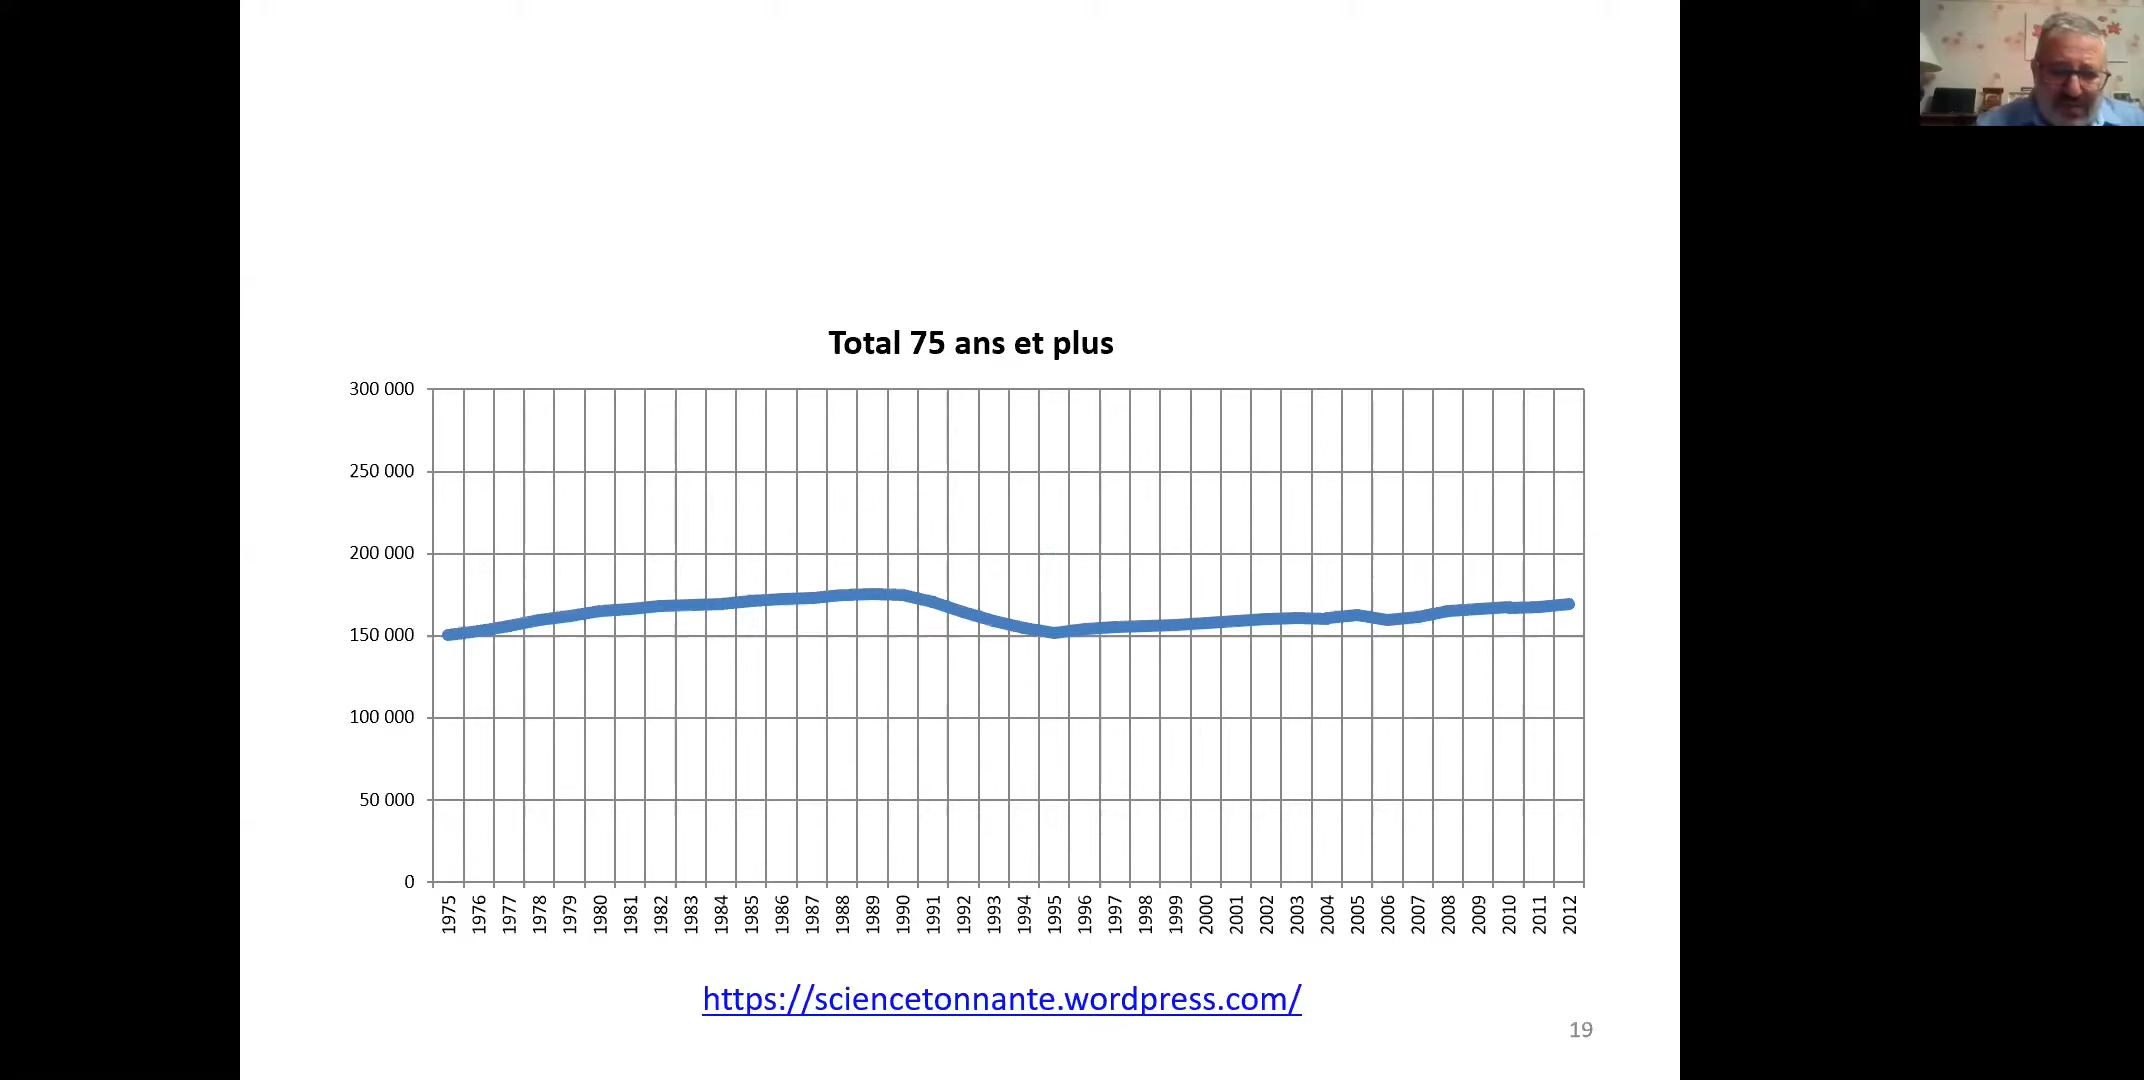 Total 75 ans et plus
300 000
250 000
200 000
150 000
100 000
50 000
0
1975 1976 1977 1978 1979 1980 1981 1982 1983 1984 1985 1986 1987 1988 1989 1990 1991 1992 1993 1994 1995 1996 1997 1998 1999 2000 2001 2002 2003 2004 2005 2006 2007 2008 2009 2010 2011 2012
https://sciencetonnante.wordpress.com/
19